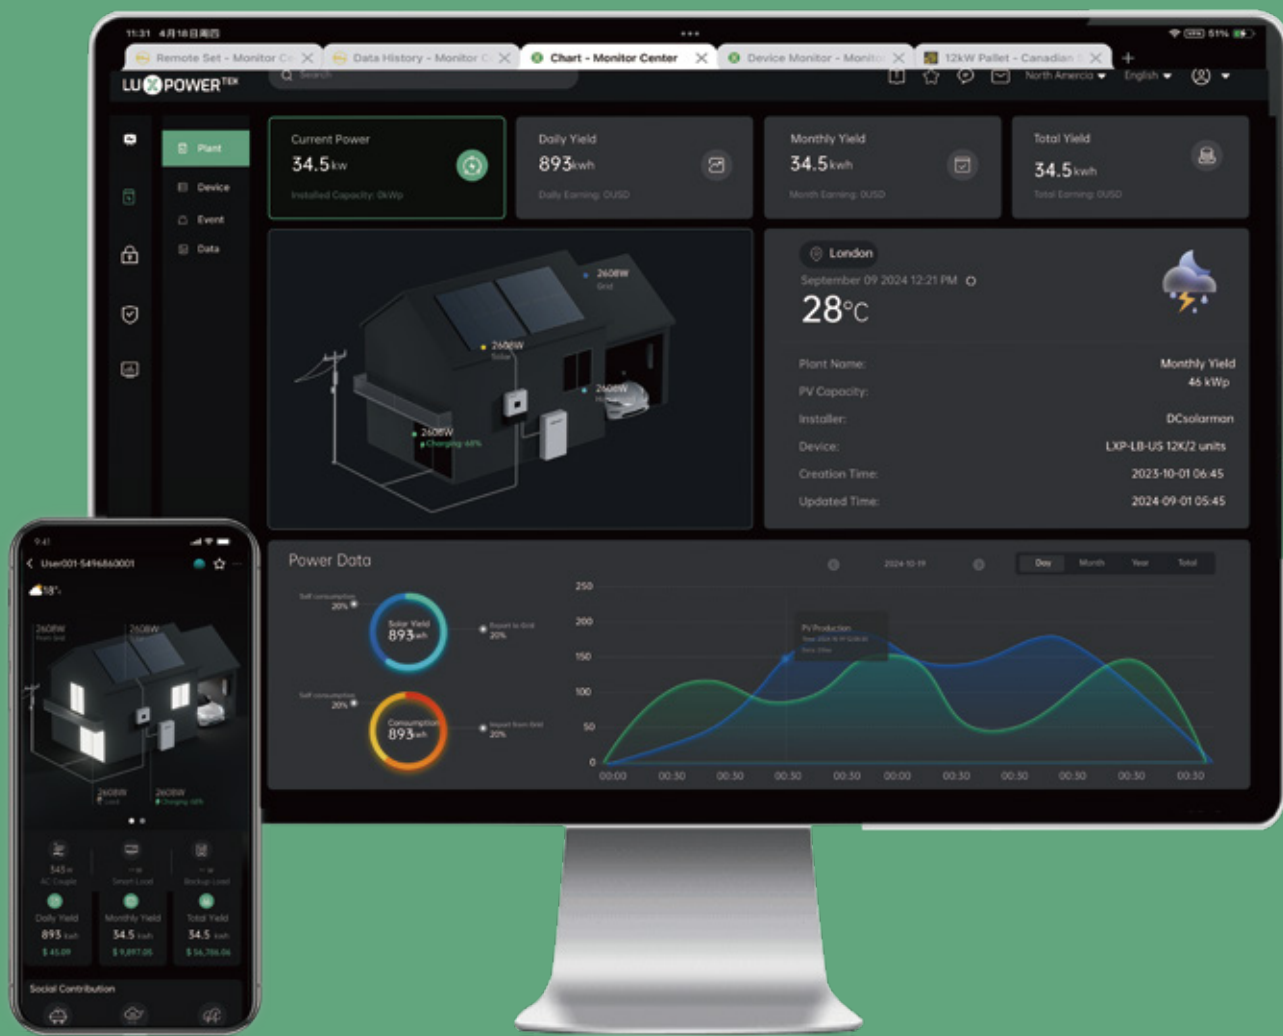 11:31 4月18日周四
VPN 51%
Remote Set - Monitor C
Data History - Monitor C
Chart - Monitor Center
Device Monitor - Monito
12kW Pallet - Canadian S
LUXPOWERTEK
Search
North Amercia
English
Plant
Device
Event
Data
Current Power
34.5kw
Installed Capacity: 0kWp
Daily Yield
893kwh
Daily Earning: 0USD
Monthly Yield
34.5kwh
Month Earning: 0USD
Total Yield
34.5kwh
Total Earning: 0USD
2608W
Grid
2608W
Solar
2608W
2608W
Charging 68%
London
September 09 2024 12:21 PM
28°C
Plant Name:
Monthly Yield
PV Capacity:
46 kWp
Installer:
DCsolarman
Device:
LXP-LB-US 12K/2 units
Creation Time:
2023-10-01 06:45
Updated Time:
2024-09-01 05:45
Power Data
2024-10-19
Day
Month
Year
Total
Self consumption
20%
Solar Yield
893kwh
Export to Grid
20%
Self consumption
20%
Consumption
893kwh
Import from Grid
20%
250
200
150
100
50
0
PV Production
00:00 00:30 00:30 00:30 00:30 00:00 00:30 00:30 00:30 00:30 00:30
9:41
User001-5496860001
18°
2608W
From Grid
2608W
2608W
Load
2608W
Charging 68%
345w
AC Couple
-- w
Smart Load
-- w
Backup Load
Daily Yield
893 kwh
$ 45.09
Monthly Yield
34.5 kwh
$ 9,897.05
Total Yield
34.5 kwh
$ 56,786.06
Social Contribution